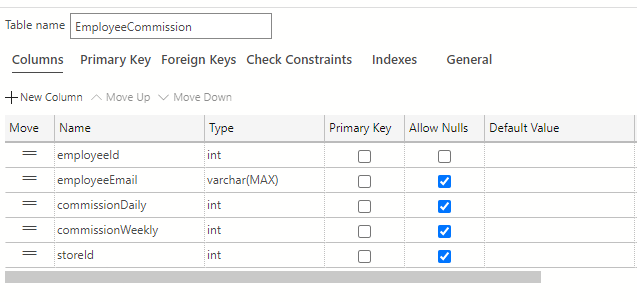 Table name EmployeeCommission
Columns Primary Key Foreign Keys Check Constraints Indexes General
New Column Move Up Move Down
Move Name Type Primary Key Allow Nulls Default Value
employeeId int
employeeEmail varchar(MAX)
commissionDaily int
commissionWeekly int
storeId int